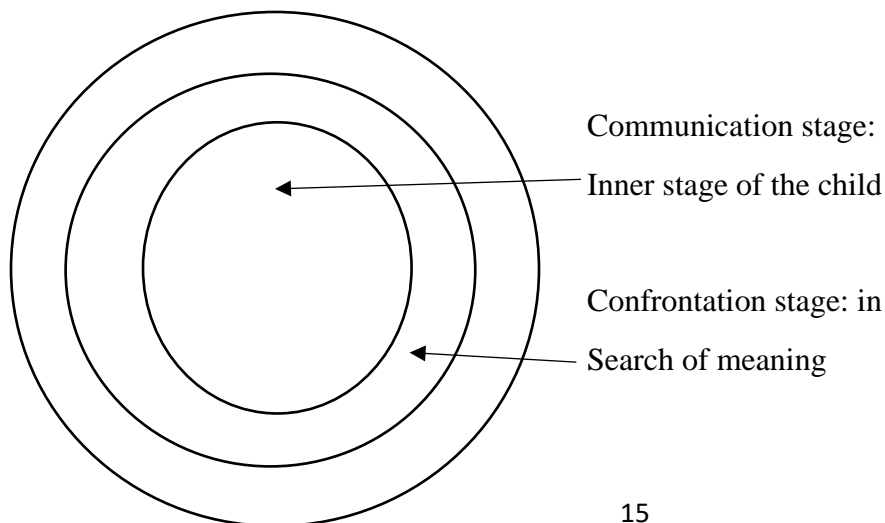 Communication stage:
Inner stage of the child
Confrontation stage: in
Search of meaning
15